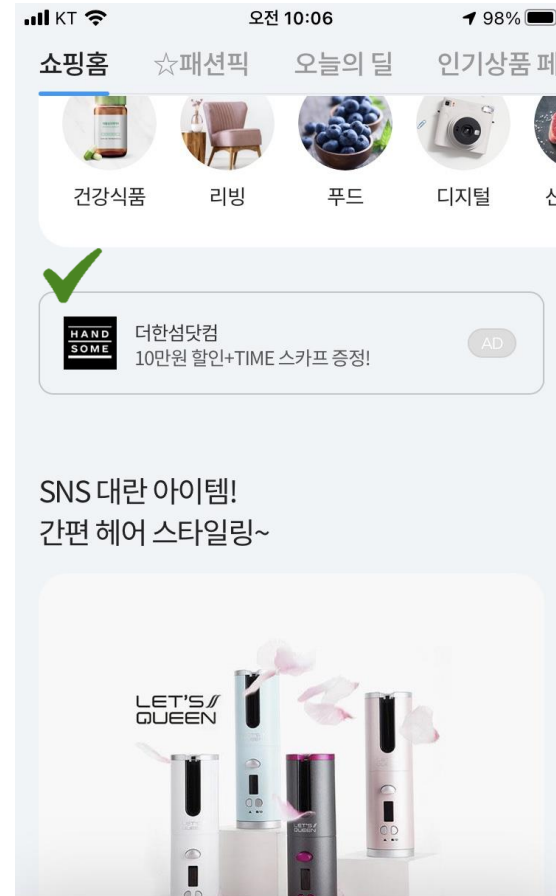 KT
오전 10:06
98%
쇼핑홈
☆패션픽
오늘의 딜
인기상품 페
건강식품
리빙
푸드
디지털
HAND
SOME
더한섬닷컴
10만원 할인+TIME 스카프 증정!
AD
SNS 대란 아이템!
간편 헤어 스타일링~
LET'S
QUEEN